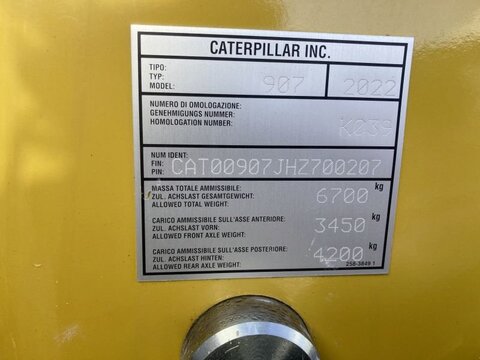 CATERPILLAR INC.
TIPO:
TYP:
MODEL: 907 2022
NUMERO DI OMOLOGAZIONE:
GENEHMIGUNGS NUMMER:
HOMOLOGATION NUMBER: K039
NUM IDENT:
FIN:
PIN: CAT00907JHZ700207
MASSA TOTALE AMMISSIBILE:
ZUL. ACHSLAST GESAMTGEWICHT: 6700 kg
ALLOWED TOTAL WEIGHT:
CARICO AMMISSIBILE SULL'ASSE ANTERIORE:
ZUL. ACHSLAST VORN: 3450 kg
ALLOWED FRONT AXLE WEIGHT:
CARICO AMMISSIBILE SULL'ASSE POSTERIORE:
ZUL. ACHSLAST HINTEN: 4200 kg
ALLOWED REAR AXLE WEIGHT:
258-3849 1